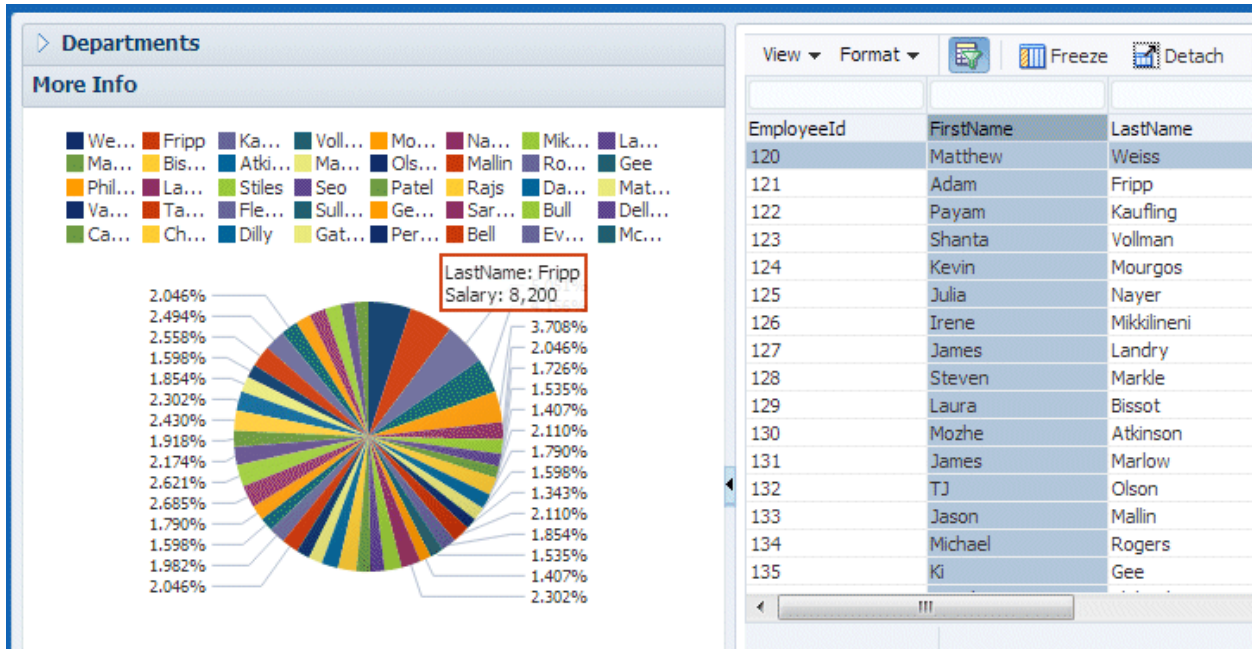 Departments
More Info
We... Fripp Ka... Voll... Mo... Na... Mik... La...
Ma... Bis... Atki... Ma... Ols... Mallin Ro... Gee
Phil... La... Stiles Seo Patel Rajs Da... Mat...
Va... Ta... Fle... Sull... Ge... Sar... Bull Dell...
Ca... Ch... Dilly Gat... Per... Bell Ev... Mc...
LastName: Fripp
Salary: 8,200
2.046%
2.494%
2.558%
1.598%
1.854%
2.302%
2.430%
1.918%
2.174%
2.621%
2.685%
1.790%
1.598%
1.982%
2.046%
3.708%
2.046%
1.726%
1.535%
1.407%
2.110%
1.790%
1.598%
1.343%
2.110%
1.854%
1.535%
1.407%
2.302%
View Format Freeze Detach
EmployeeId FirstName LastName
120 Matthew Weiss
121 Adam Fripp
122 Payam Kaufling
123 Shanta Vollman
124 Kevin Mourgos
125 Julia Nayer
126 Irene Mikkilineni
127 James Landry
128 Steven Markle
129 Laura Bissot
130 Mozhe Atkinson
131 James Marlow
132 TJ Olson
133 Jason Mallin
134 Michael Rogers
135 Ki Gee